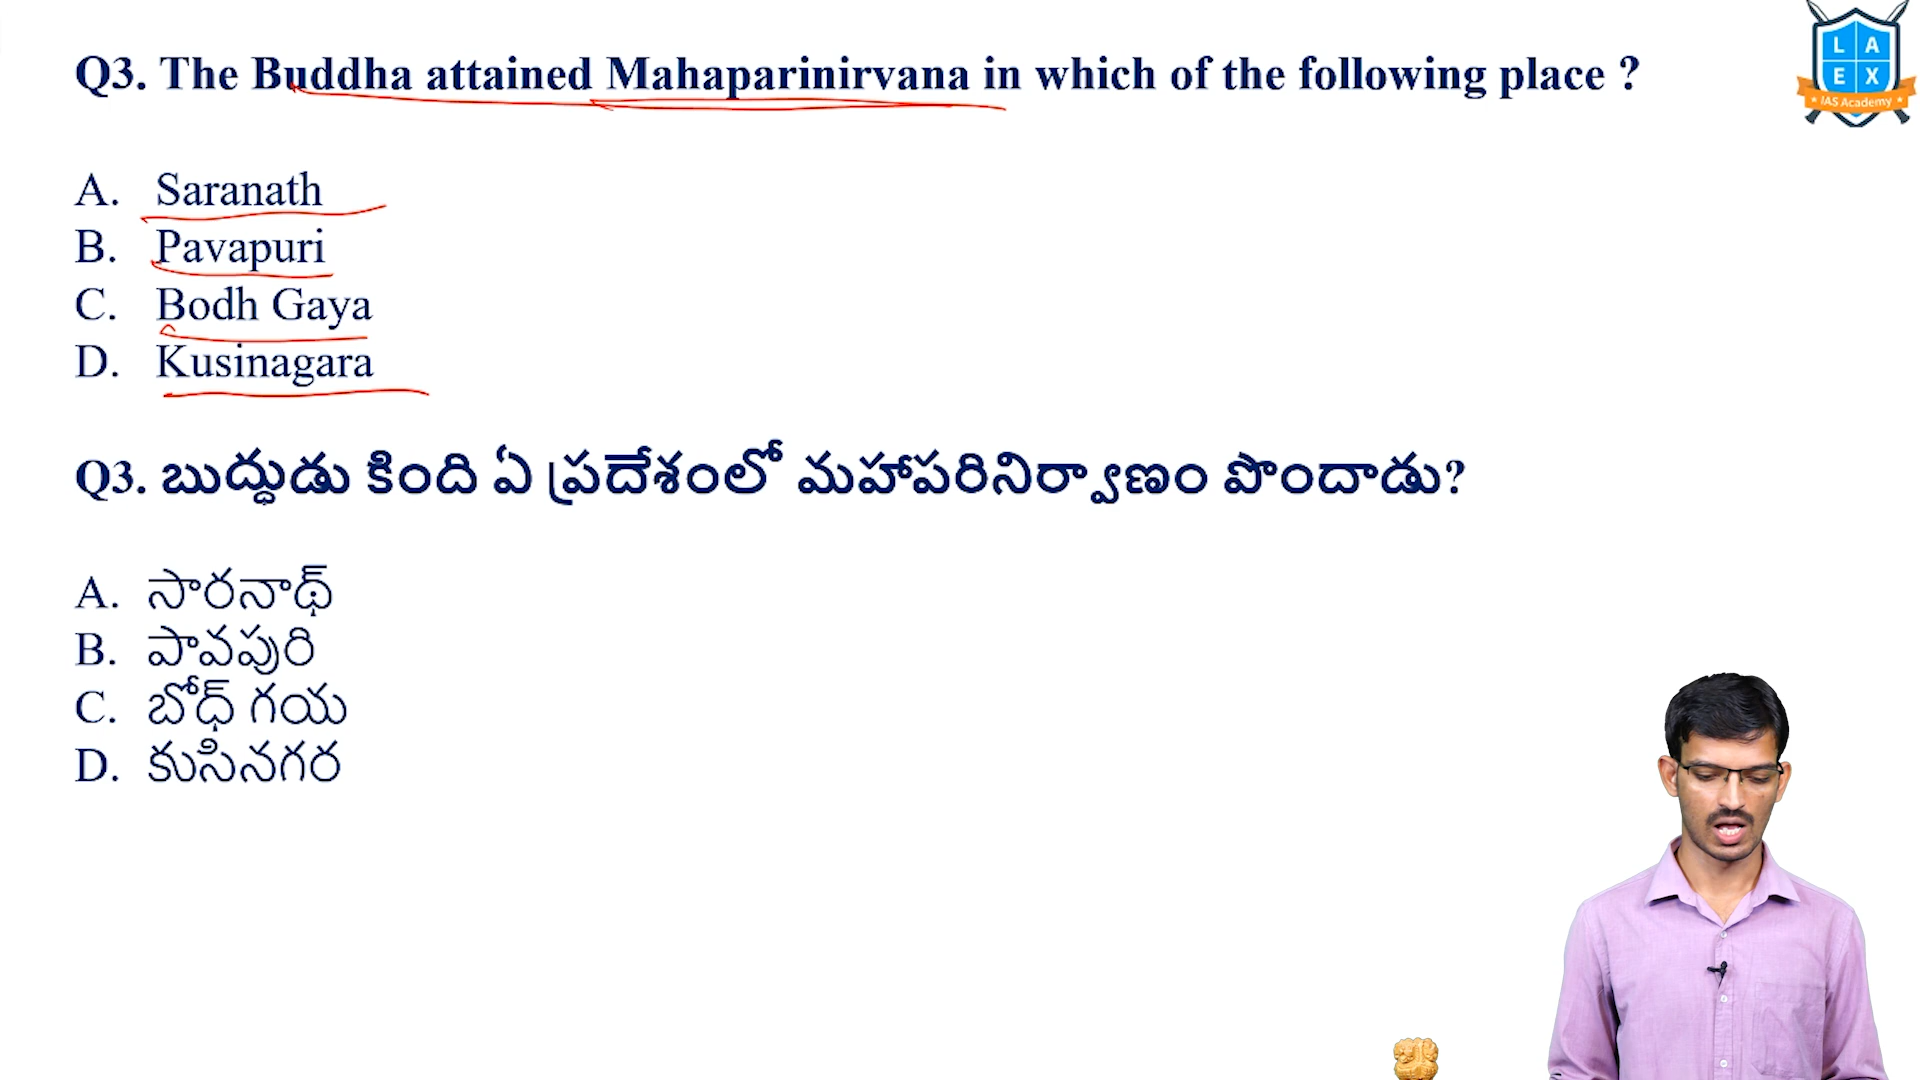 Q3. The Buddha attained Mahaparinirvana in which of the following place ?
L A
E X
IAS Academy
A. Saranath
B. Pavapuri
C. Bodh Gaya
D. Kusinagara
Q3. బుద్ధుడు కింది ఏ ప్రదేశంలో మహాపరినిర్వాణం పొందాడు?
A. సారనాథ్
B. పావపురి
C. బోధ్ గయ
D. కుసినగర